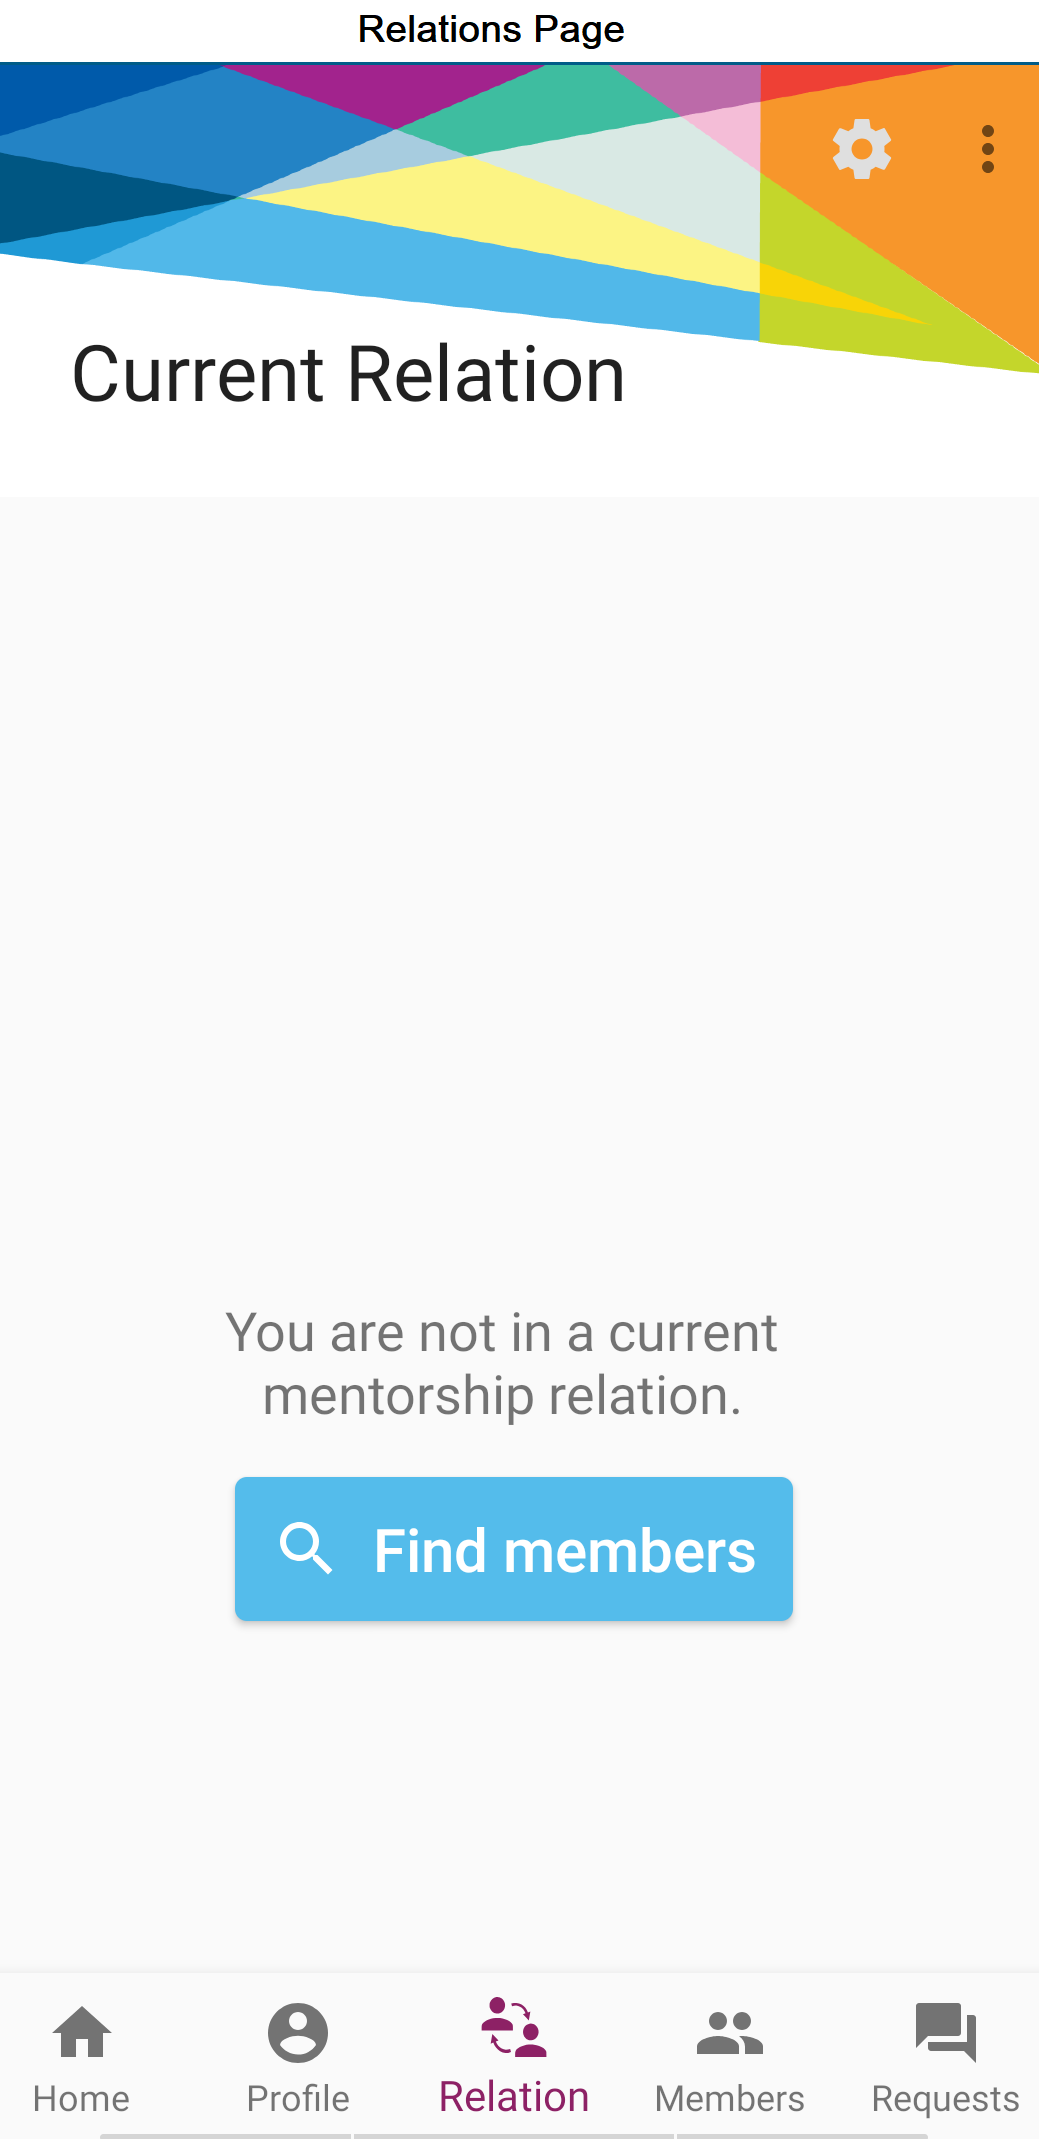 Relations Page
Current Relation
You are not in a current
mentorship relation.
Find members
Home
Profile
Relation
Members
Requests